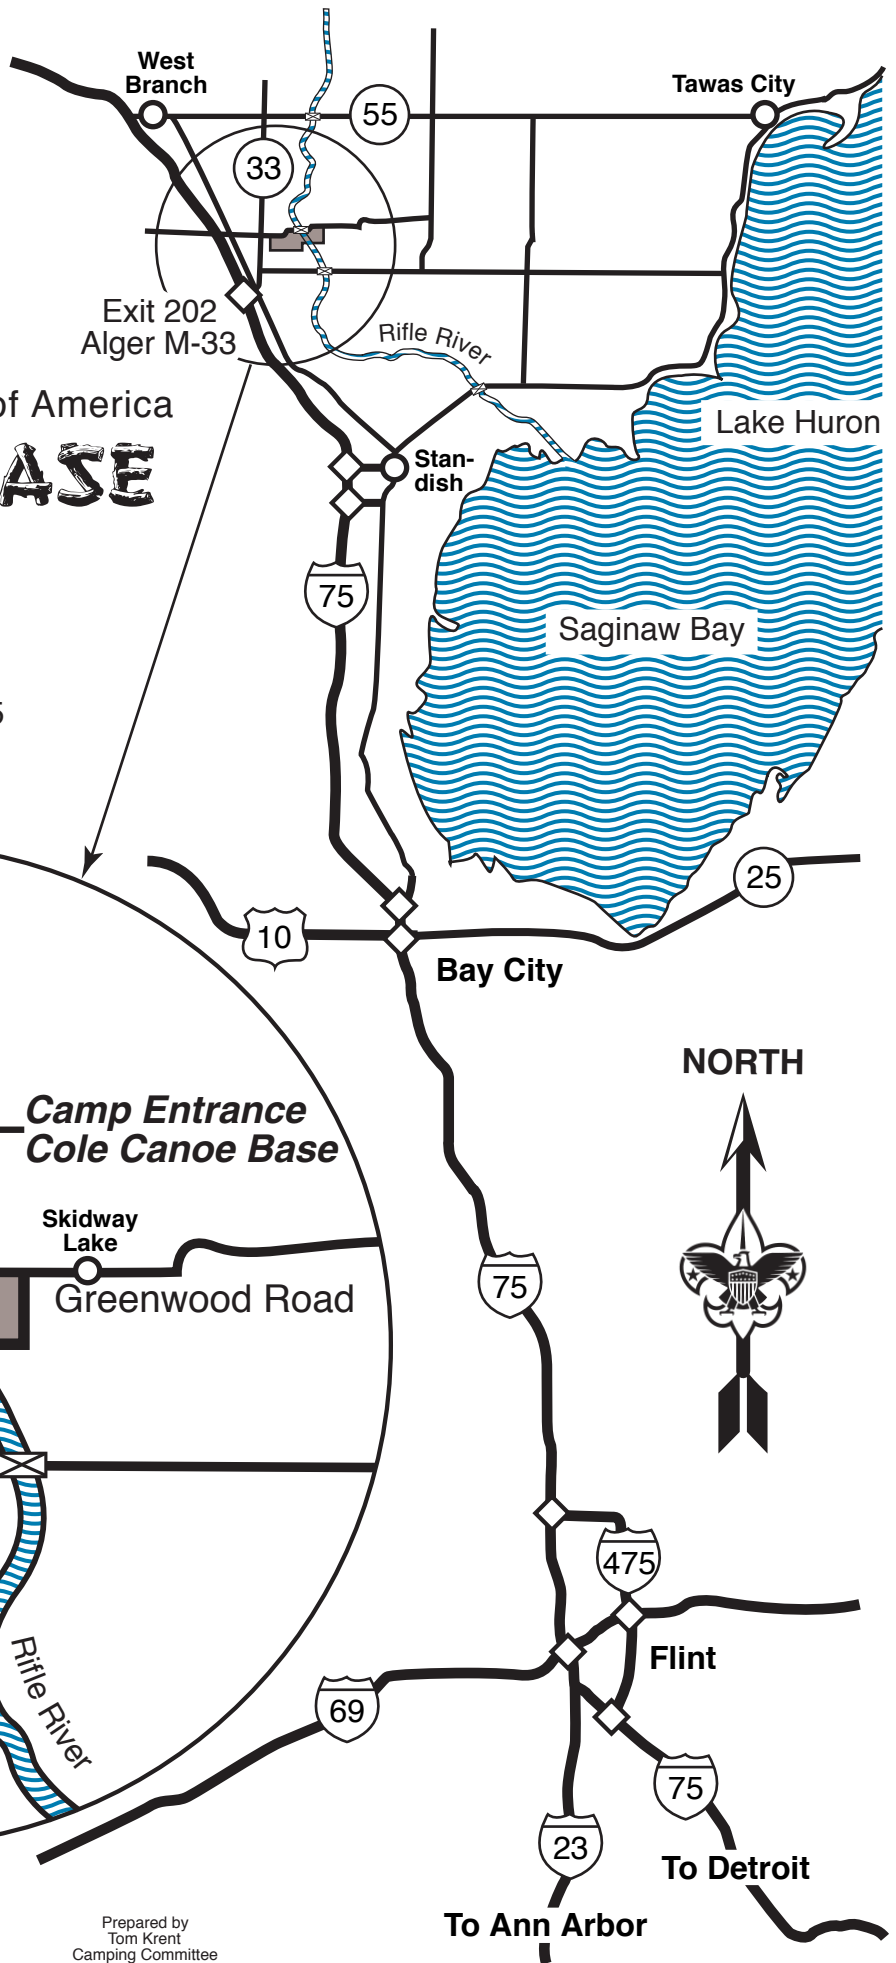 West
Branch
Tawas City
55
33
Exit 202
Alger M-33
Rifle River
of America
Lake Huron
ASE
Stan-
dish
75
Saginaw Bay
25
10
Bay City
NORTH
Camp Entrance
Cole Canoe Base
Skidway
Lake
Greenwood Road
75
475
Rifle River
Flint
69
75
23
To Detroit
To Ann Arbor
Prepared by
Tom Krent
Camping Committee